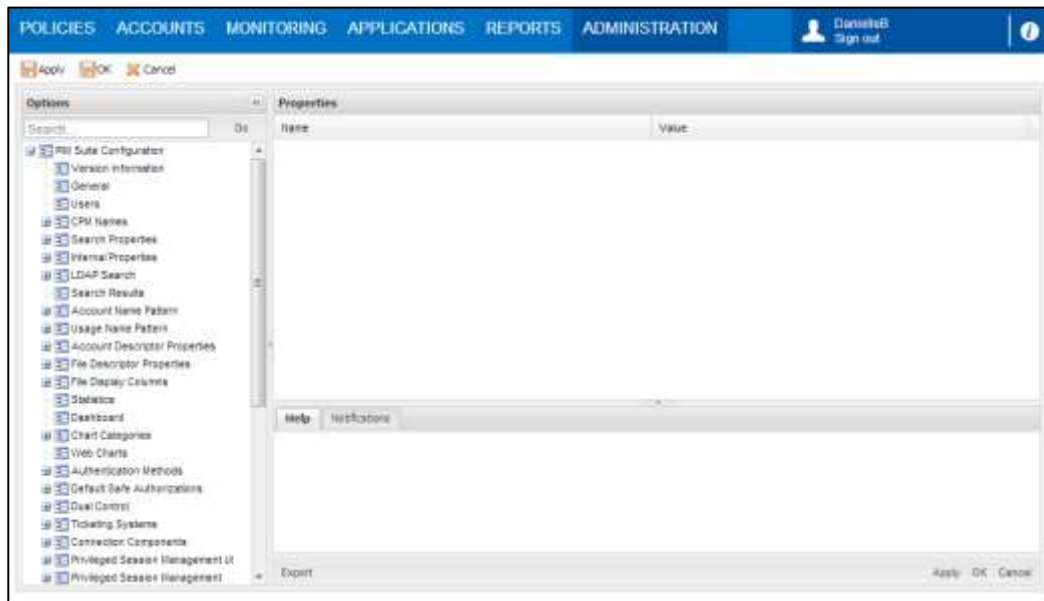 POLICIES ACCOUNTS MONITORING APPLICATIONS REPORTS ADMINISTRATION DanielleB
Sign out
Apply OK Cancel
Options Properties
Search... Go Name Value
PIM Suite Configuration
Version Information
General
Users
CPM Names
Search Properties
Internal Properties
LDAP Search
Search Results
Account Name Pattern
Usage Name Pattern
Account Descriptor Properties
File Descriptor Properties
File Display Columns
Statistics
Dashboard
Chart Categories
Web Charts
Authentication Methods
Default Safe Authorizations
Dual Control
Ticketing Systems
Connection Components
Privileged Session Management UI
Privileged Session Management
Help Notifications
Export Apply OK Cancel